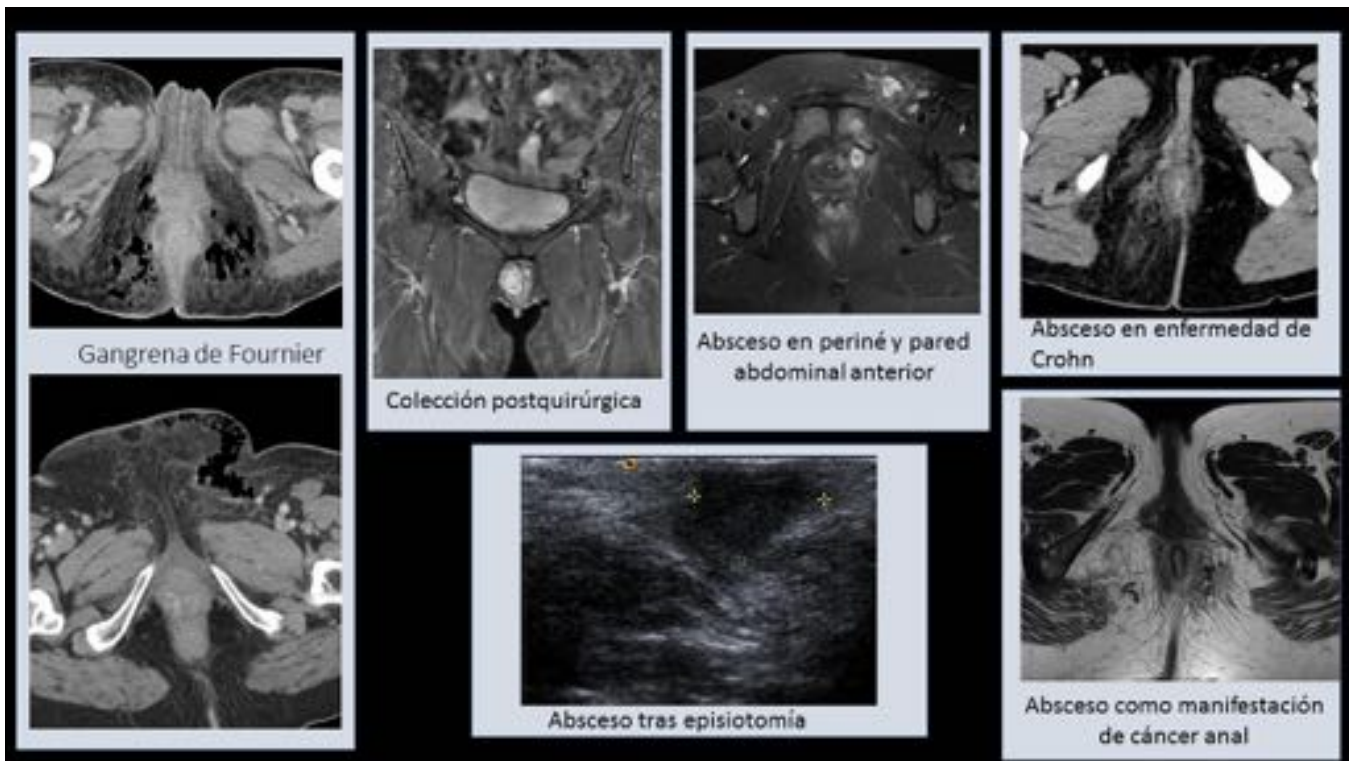 Gangrena de Fournier
Colección postquirúrgica
Absceso en periné y pared
abdominal anterior
Absceso en enfermedad de
Crohn
Absceso tras episiotomía
Absceso como manifestación
de cáncer anal